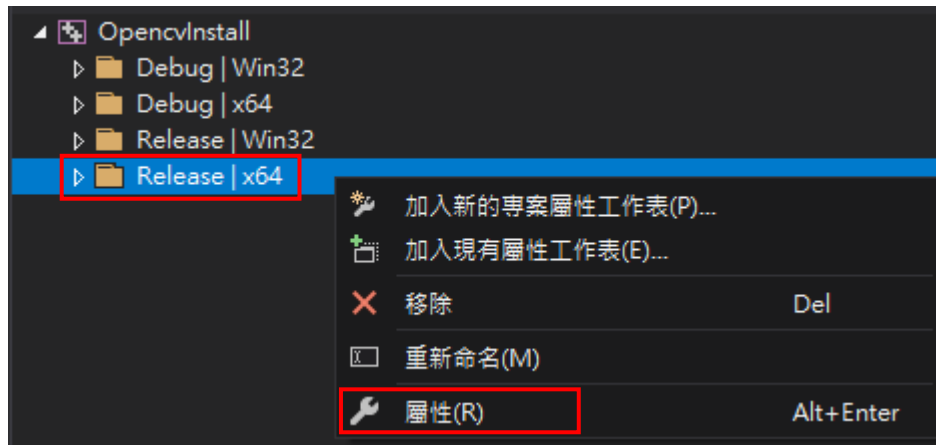 OpencvInstall
Debug | Win32
Debug | x64
Release | Win32
Release | x64
加入新的專案屬性工作表(P)...
加入現有屬性工作表(E)...
移除 Del
重新命名(M)
屬性(R) Alt+Enter